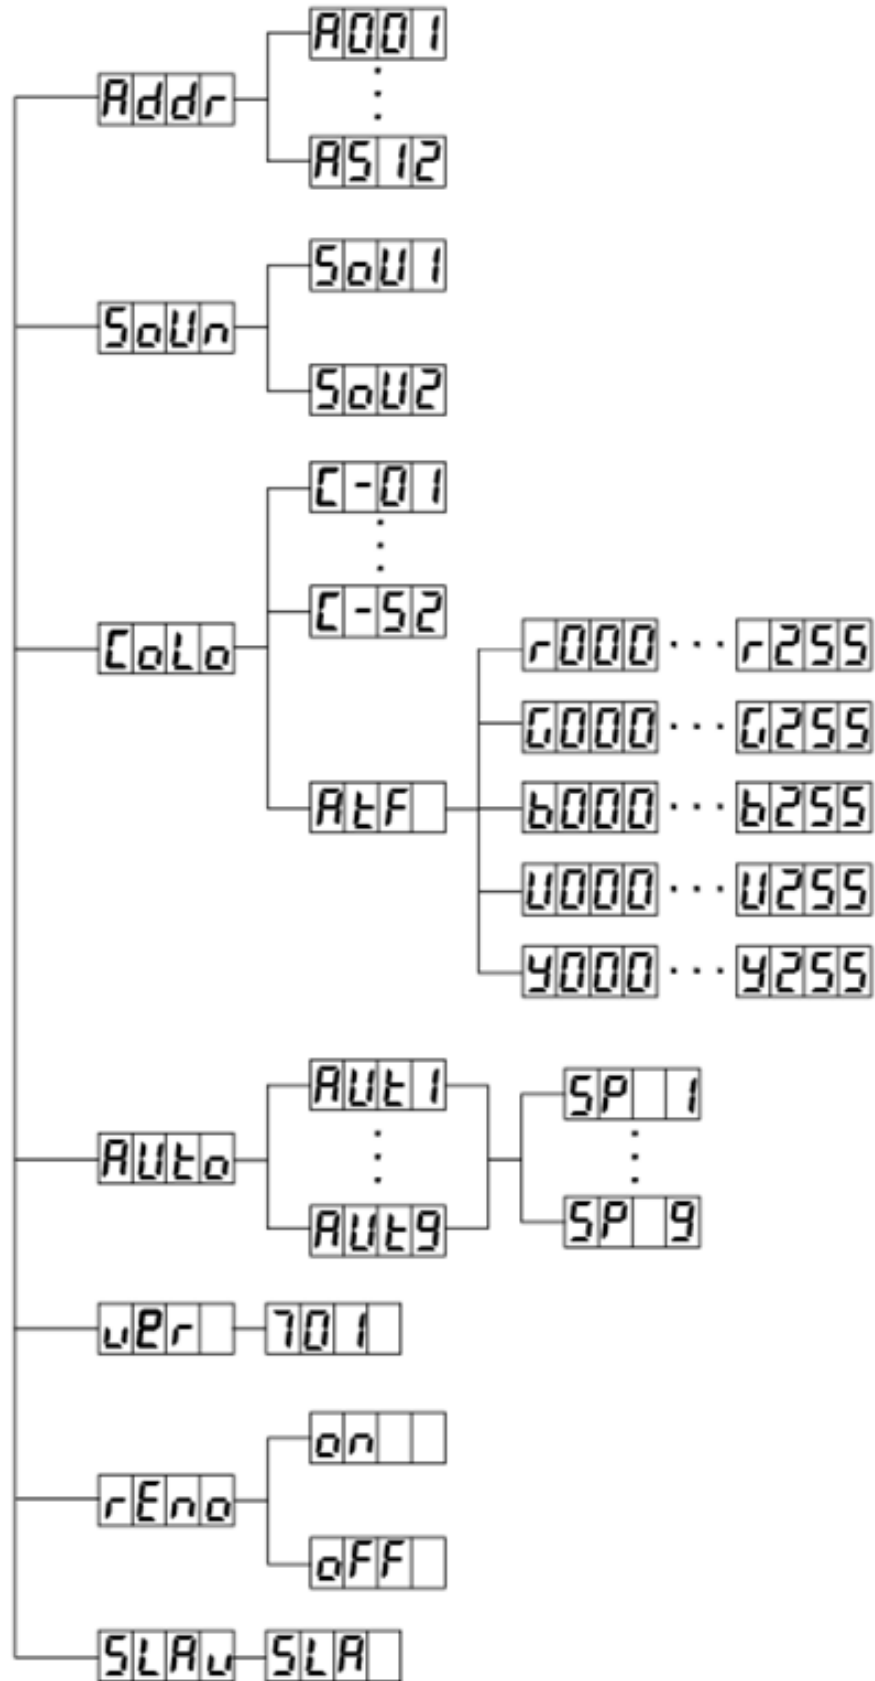 A001
Addr
A512
SoU1
SoUn
SoU2
C-01
C-52
CoLo
r000 ... r255
G000 ... G255
AtF
b000 ... b255
U000 ... U255
y000 ... y255
AUt1
SP 1
AUto
AUt9
SP 9
ver
701
on
rEno
oFF
SLAv
SLA